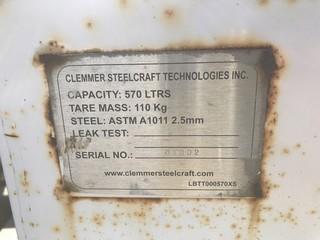 CLEMMER STEELCRAFT TECHNOLOGIES INC.
CAPACITY: 570 LTRS
TARE MASS: 110 Kg
STEEL: ASTM A1011 2.5mm
LEAK TEST:
SERIAL NO.:
www.clemmersteelcraft.com
LBTT000570XS